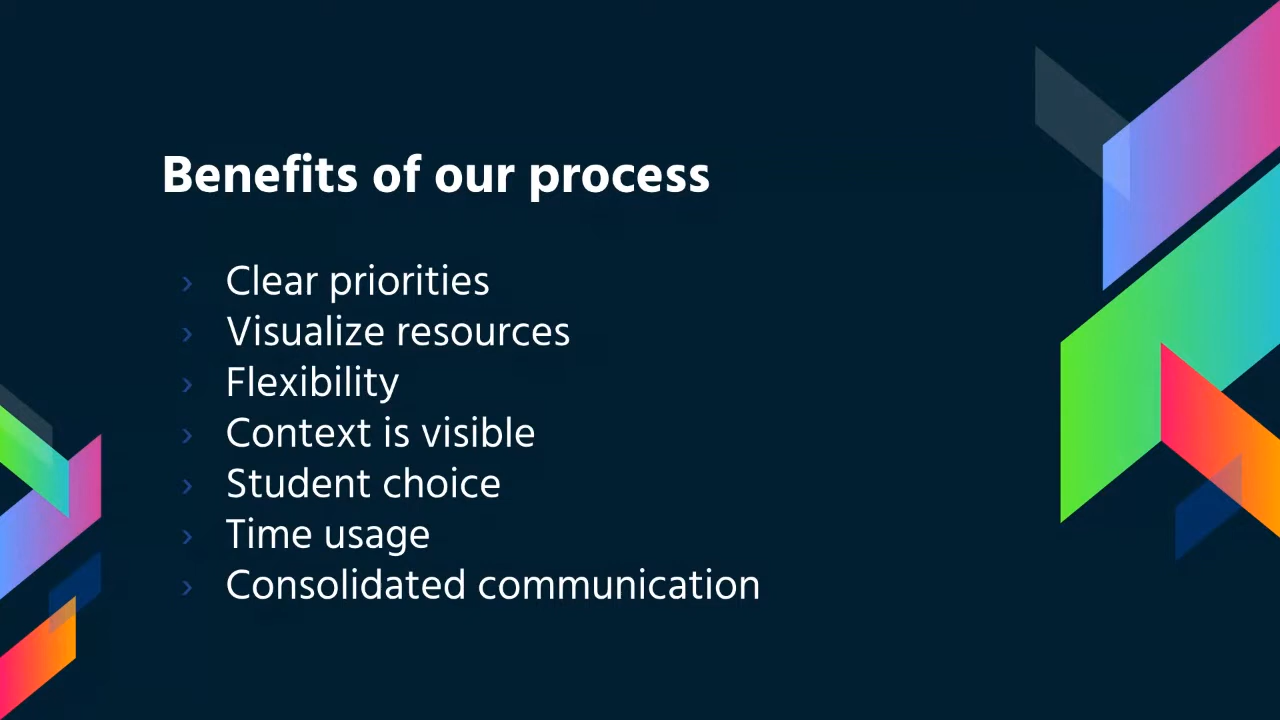 Benefits of our process
› Clear priorities
› Visualize resources
› Flexibility
› Context is visible
› Student choice
› Time usage
› Consolidated communication